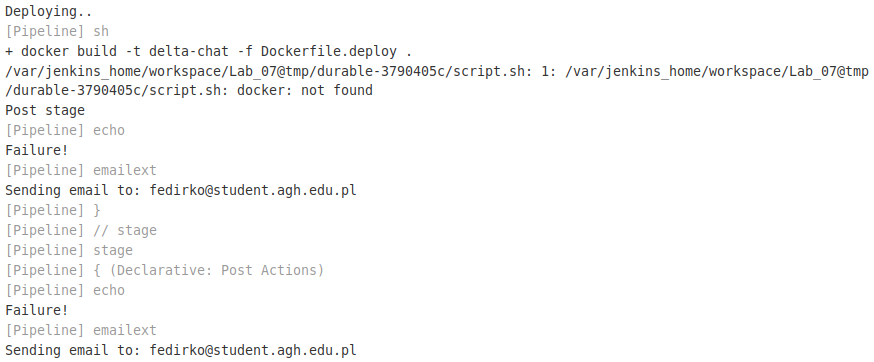 Deploying..
[Pipeline] sh
+ docker build -t delta-chat -f Dockerfile.deploy .
/var/jenkins_home/workspace/Lab_07@tmp/durable-3790405c/script.sh: 1: /var/jenkins_home/workspace/Lab_07@tmp
/durable-3790405c/script.sh: docker: not found
Post stage
[Pipeline] echo
Failure!
[Pipeline] emailext
Sending email to: fedirko@student.agh.edu.pl
[Pipeline] }
[Pipeline] // stage
[Pipeline] stage
[Pipeline] { (Declarative: Post Actions)
[Pipeline] echo
Failure!
[Pipeline] emailext
Sending email to: fedirko@student.agh.edu.pl